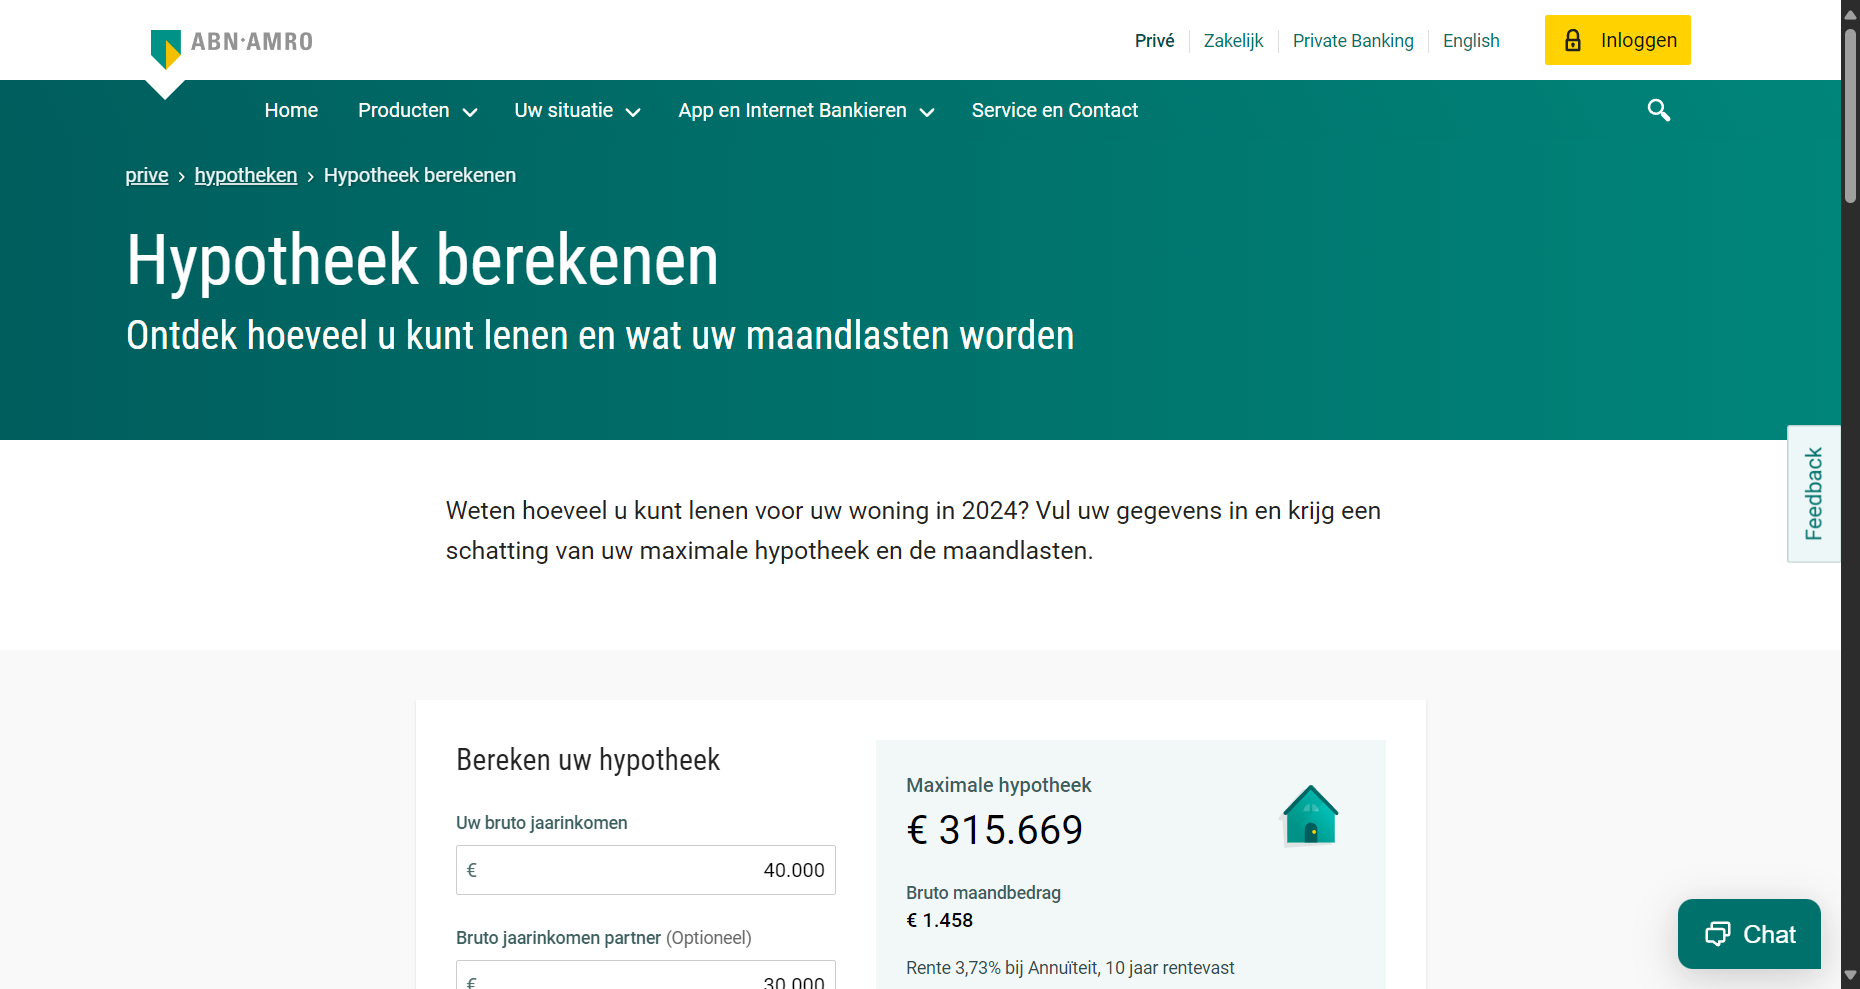 ABN·AMRO
Privé
Zakelijk
Private Banking
English
Inloggen
Home
Producten
Uw situatie
App en Internet Bankieren
Service en Contact
prive › hypotheken › Hypotheek berekenen
Hypotheek berekenen
Ontdek hoeveel u kunt lenen en wat uw maandlasten worden
Feedback
Weten hoeveel u kunt lenen voor uw woning in 2024? Vul uw gegevens in en krijg een
schatting van uw maximale hypotheek en de maandlasten.
Bereken uw hypotheek
Uw bruto jaarinkomen
€ 40.000
Bruto jaarinkomen partner (Optioneel)
€ 30.000
Maximale hypotheek
€ 315.669
Bruto maandbedrag
€ 1.458
Rente 3,73% bij Annuïteit, 10 jaar rentevast
Chat